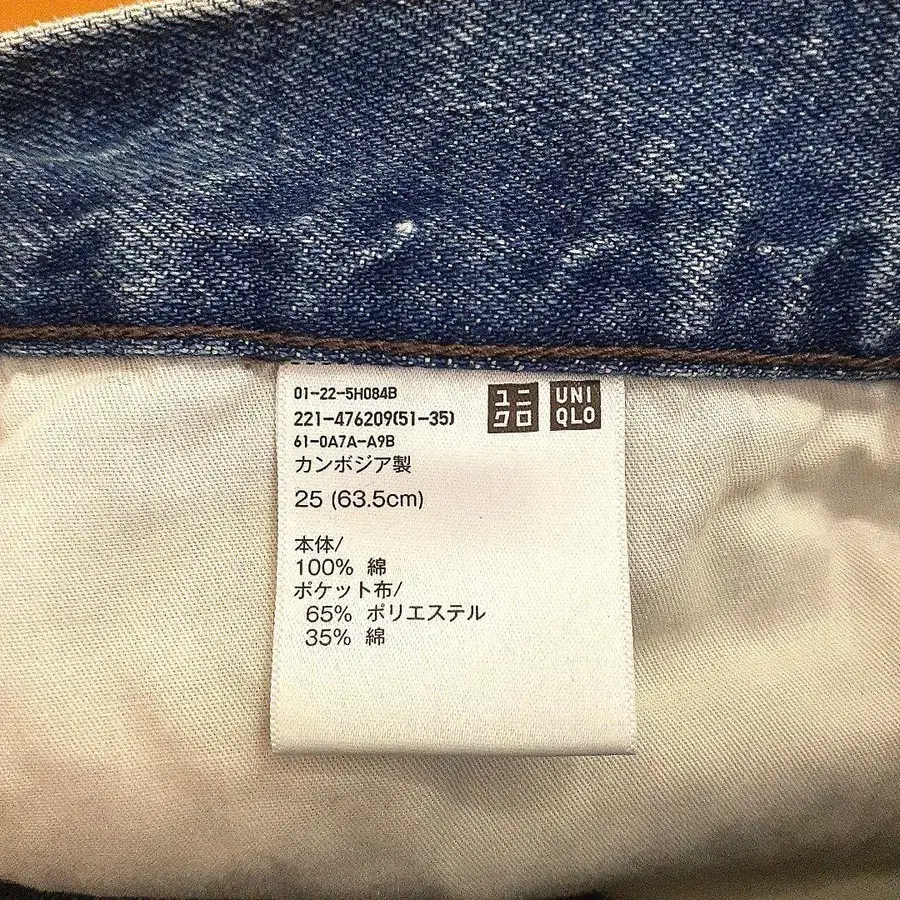 01-22-5H084B
221-476209(51-35)
61-0A7A-A9B
ユニ
クロ
UNI
QLO
カンボジア製
25 (63.5cm)
本体/
100% 綿
ポケット布/
65% ポリエステル
35% 綿